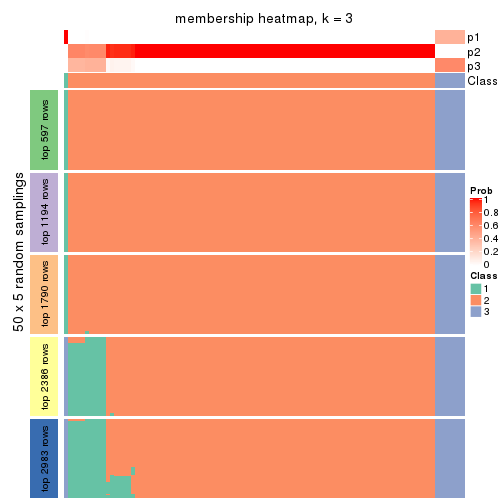 membership heatmap, k = 3
p1
p2
p3
Class
50 x 5 random samplings
top 597 rows
top 1194 rows
top 1790 rows
top 2386 rows
top 2983 rows
Prob
1
0.8
0.6
0.4
0.2
0
Class
1
2
3